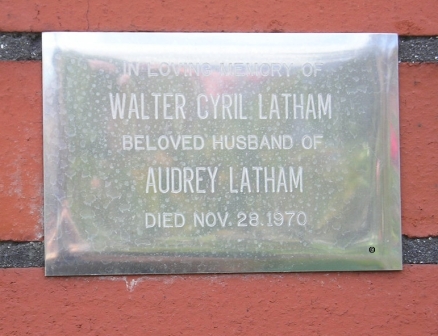 IN LOVING MEMORY OF
WALTER CYRIL LATHAM
BELOVED HUSBAND OF
AUDREY LATHAM
DIED NOV. 28. 1970